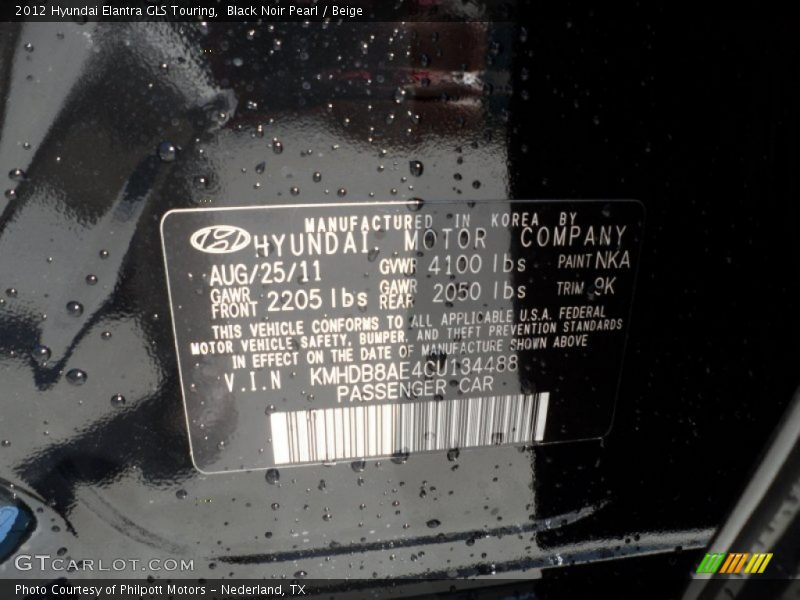 2012 Hyundai Elantra GLS Touring, Black Noir Pearl / Beige
MANUFACTURED IN KOREA BY
HYUNDAI MOTOR COMPANY
AUG/25/11 GVWR 4100 lbs PAINT NKA
GAWR FRONT 2205 lbs GAWR REAR 2050 lbs TRIM 9K
THIS VEHICLE CONFORMS TO ALL APPLICABLE U.S.A. FEDERAL
MOTOR VEHICLE SAFETY, BUMPER, AND THEFT PREVENTION STANDARDS
IN EFFECT ON THE DATE OF MANUFACTURE SHOWN ABOVE
V.I.N KMHDB8AE4CU134488
PASSENGER CAR
GTCARLOT.COM
Photo Courtesy of Philpott Motors - Nederland, TX